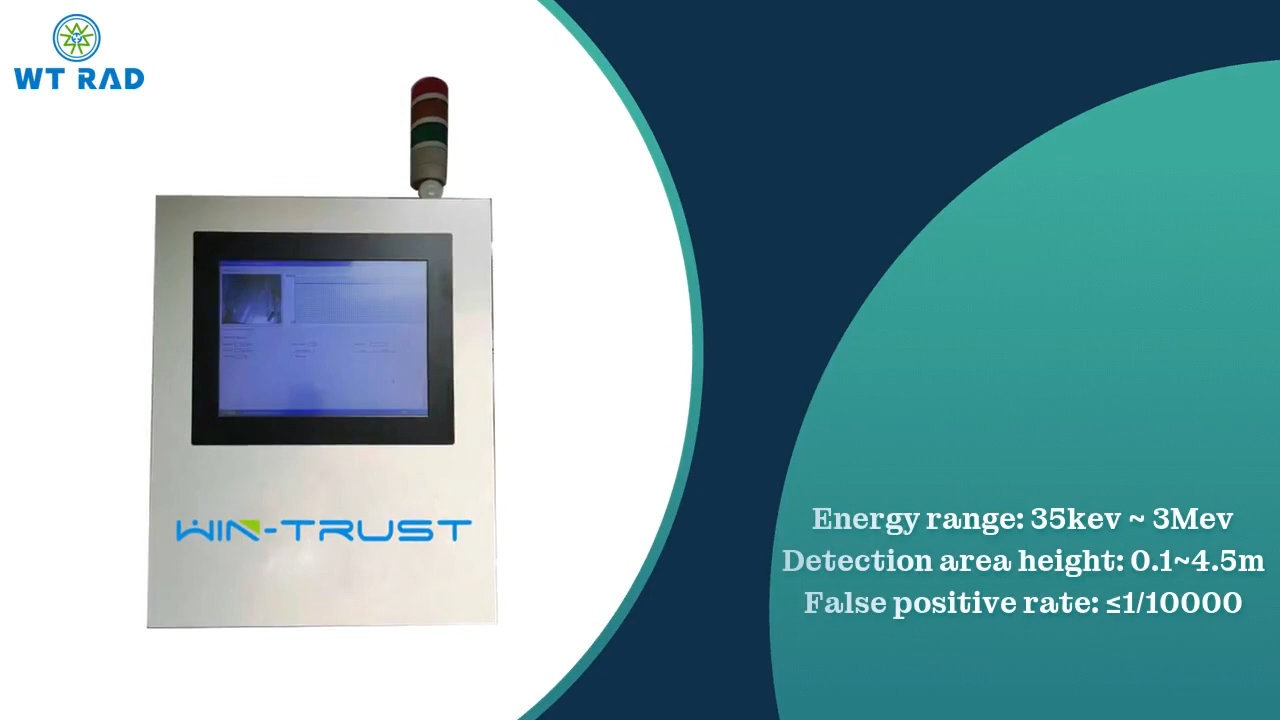 WT RAD
WIN-TRUST
Energy range: 35kev ~ 3Mev
Detection area height: 0.1~4.5m
False positive rate: ≤1/10000